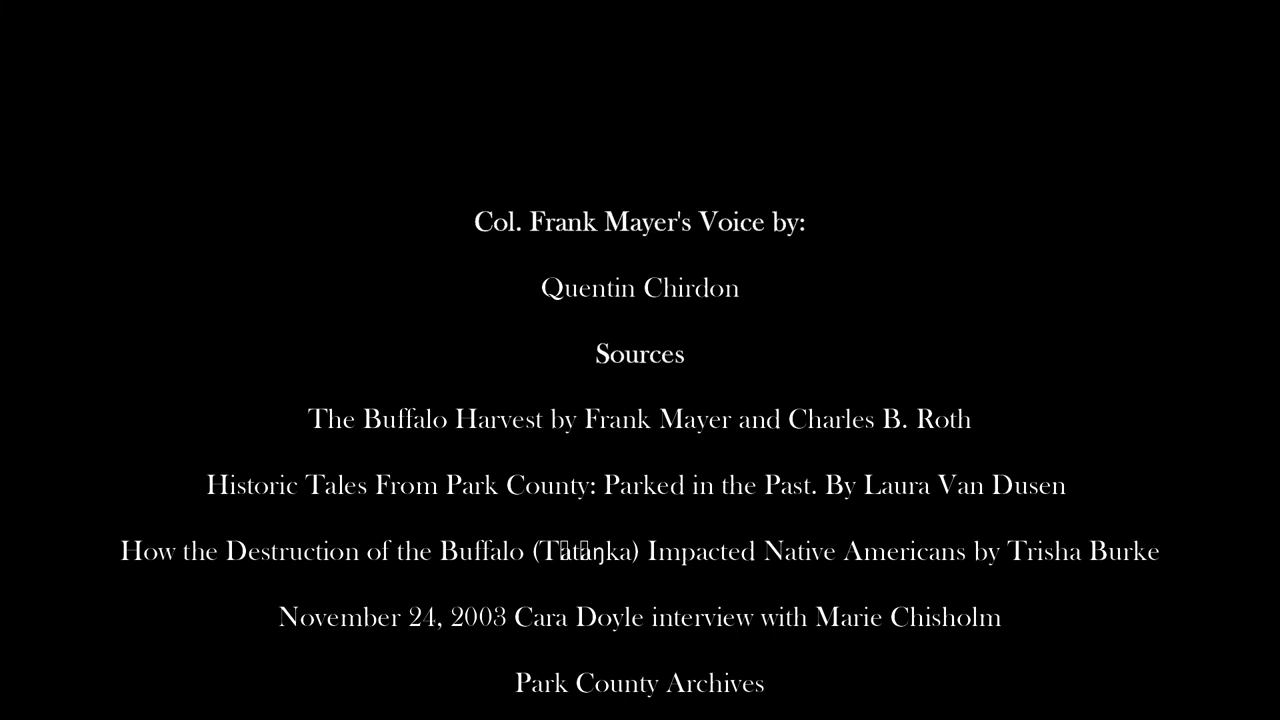 Col. Frank Mayer's Voice by:
Quentin Chirdon
Sources
The Buffalo Harvest by Frank Mayer and Charles B. Roth
Historic Tales From Park County: Parked in the Past. By Laura Van Dusen
How the Destruction of the Buffalo (Tȟatȟáŋka) Impacted Native Americans by Trisha Burke
November 24, 2003 Cara Doyle interview with Marie Chisholm
Park County Archives